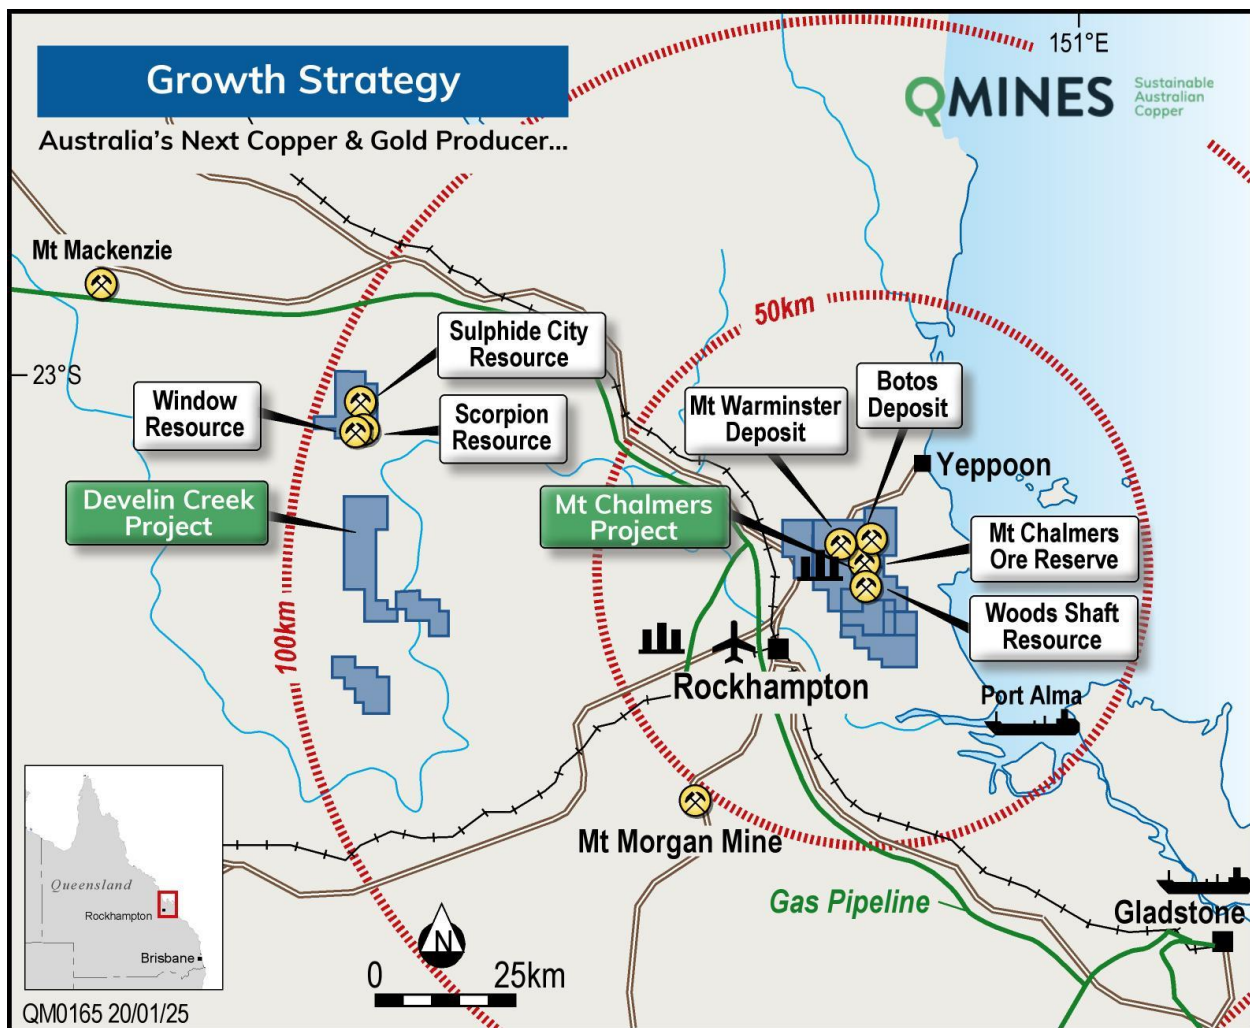 Growth Strategy
Australia's Next Copper & Gold Producer...
151°E
QMINES
Sustainable
Australian
Copper
Mt Mackenzie
23°S
Sulphide City
Resource
Window
Resource
Scorpion
Resource
Develin Creek
Project
100km
50km
Mt Warminster
Deposit
Botos
Deposit
Yeppoon
Mt Chalmers
Project
Mt Chalmers
Ore Reserve
Woods Shaft
Resource
Rockhampton
Port Alma
Mt Morgan Mine
Gas Pipeline
Gladstone
Queensland
Rockhampton
Brisbane
N
0 25km
QM0165 20/01/25